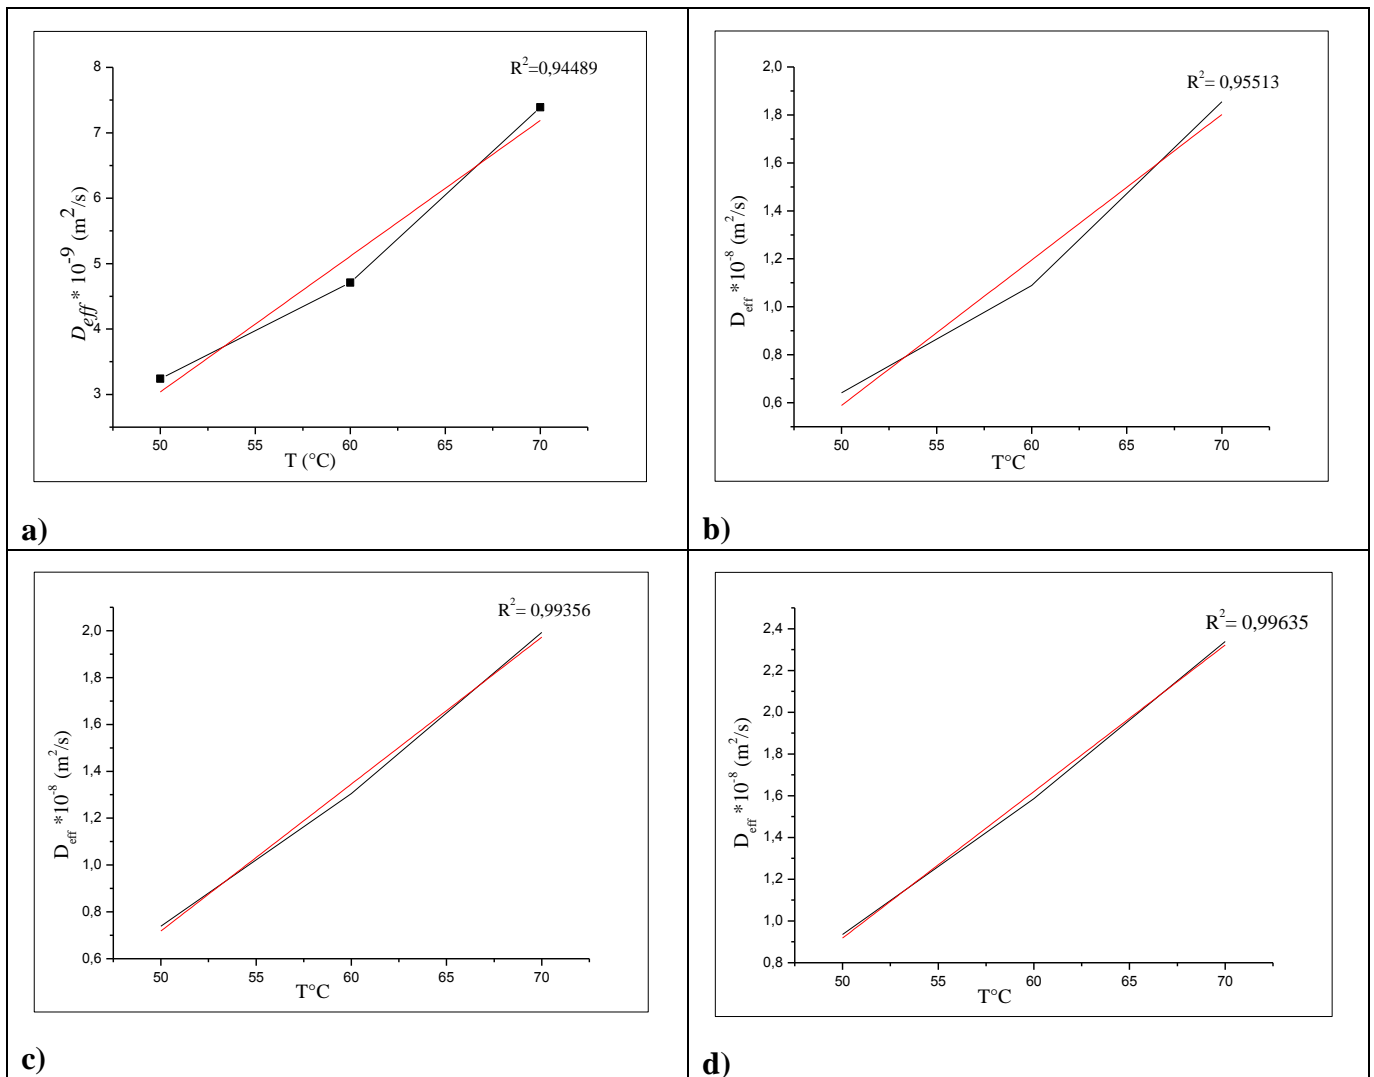 R²=0,94489
8
7
6
5
4
3
D_eff * 10^-9 (m²/s)
50 55 60 65 70
T (°C)
a)
R²= 0,95513
2,0
1,8
1,6
1,4
1,2
1,0
0,8
0,6
D_eff *10^-8 (m²/s)
50 55 60 65 70
T°C
b)
R²= 0,99356
2,0
1,8
1,6
1,4
1,2
1,0
0,8
0,6
D_eff *10^-8 (m²/s)
50 55 60 65 70
T°C
c)
R²= 0,99635
2,4
2,2
2,0
1,8
1,6
1,4
1,2
1,0
0,8
D_eff *10^-8 (m²/s)
50 55 60 65 70
T°C
d)